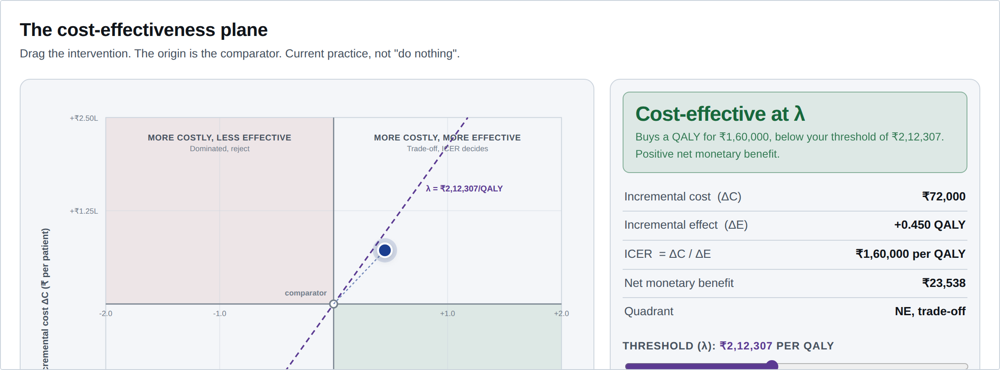 The cost-effectiveness plane
Drag the intervention. The origin is the comparator. Current practice, not "do nothing".
+₹2.50L
MORE COSTLY, LESS EFFECTIVE
Dominated, reject
MORE COSTLY, MORE EFFECTIVE
Trade-off, ICER decides
λ = ₹2,12,307/QALY
+₹1.25L
cremental cost ΔC (₹ per patient)
comparator
-2.0
-1.0
+1.0
+2.0
Cost-effective at λ
Buys a QALY for ₹1,60,000, below your threshold of ₹2,12,307.
Positive net monetary benefit.
Incremental cost (ΔC) ₹72,000
Incremental effect (ΔE) +0.450 QALY
ICER = ΔC / ΔE ₹1,60,000 per QALY
Net monetary benefit ₹23,538
Quadrant NE, trade-off
THRESHOLD (λ): ₹2,12,307 PER QALY